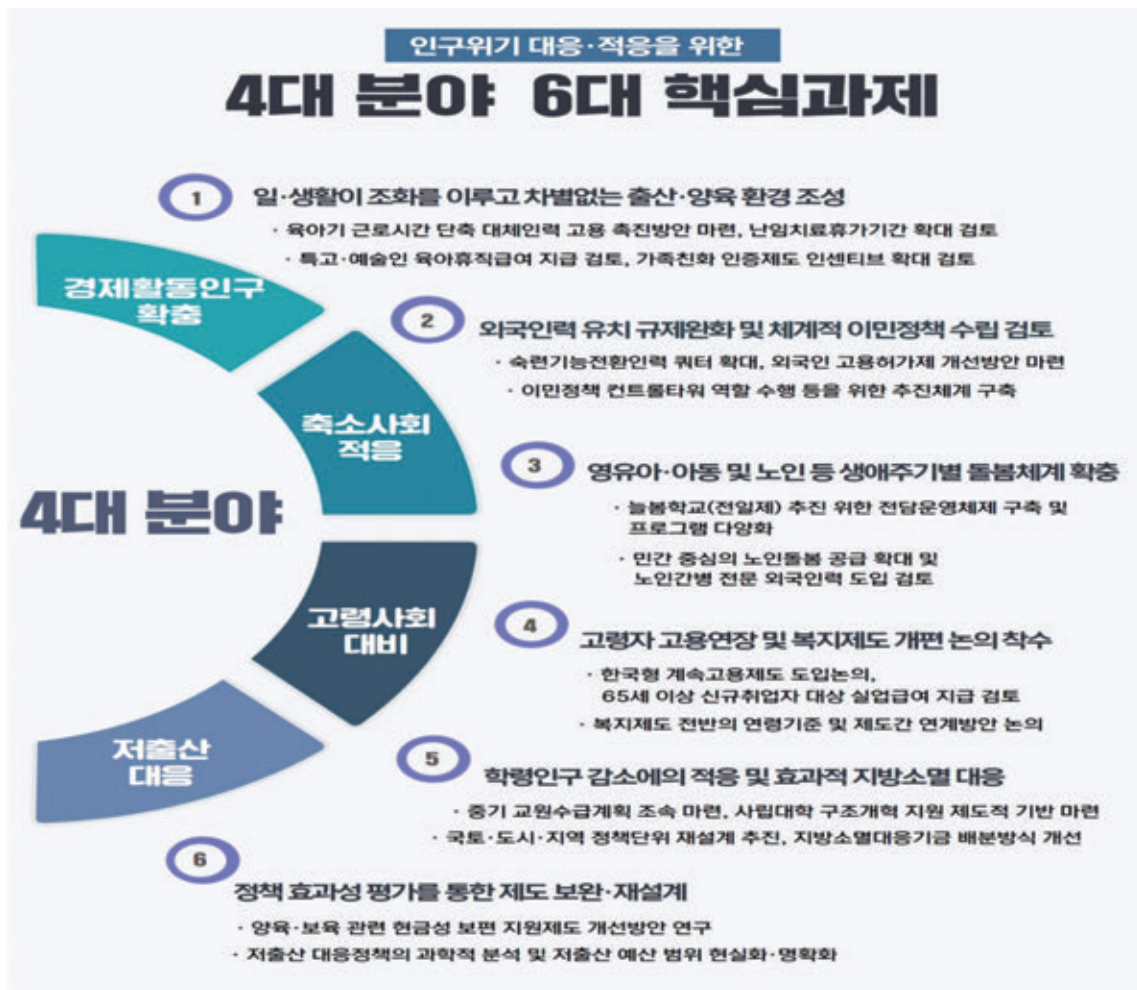 인구위기 대응·적응을 위한
4대 분야 6대 핵심과제
1
일·생활이 조화를 이루고 차별없는 출산·양육 환경 조성
· 육아기 근로시간 단축 대체인력 고용 촉진방안 마련, 난임치료휴가기간 확대 검토
· 특고·예술인 육아휴직급여 지급 검토, 가족친화 인증제도 인센티브 확대 검토
경제활동인구
확충
2
외국인력 유치 규제완화 및 체계적 이민정책 수립 검토
· 숙련기능전환인력 쿼터 확대, 외국인 고용허가제 개선방안 마련
· 이민정책 컨트롤타워 역할 수행 등을 위한 추진체계 구축
축소사회
적응
3
영유아·아동 및 노인 등 생애주기별 돌봄체계 확충
· 늘봄학교(전일제) 추진 위한 전담운영체제 구축 및
프로그램 다양화
· 민간 중심의 노인돌봄 공급 확대 및
노인간병 전문 외국인력 도입 검토
4대 분야
고령사회
대비
4
고령자 고용연장 및 복지제도 개편 논의 착수
· 한국형 계속고용제도 도입논의,
65세 이상 신규취업자 대상 실업급여 지급 검토
· 복지제도 전반의 연령기준 및 제도간 연계방안 논의
저출산
대응
5
학령인구 감소에의 적응 및 효과적 지방소멸 대응
· 중기 교원수급계획 조속 마련, 사립대학 구조개혁 지원 제도적 기반 마련
· 국토·도시·지역 정책단위 재설계 추진, 지방소멸대응기금 배분방식 개선
6
정책 효과성 평가를 통한 제도 보완·재설계
· 양육·보육 관련 현금성 보편 지원제도 개선방안 연구
· 저출산 대응정책의 과학적 분석 및 저출산 예산 범위 현실화·명확화